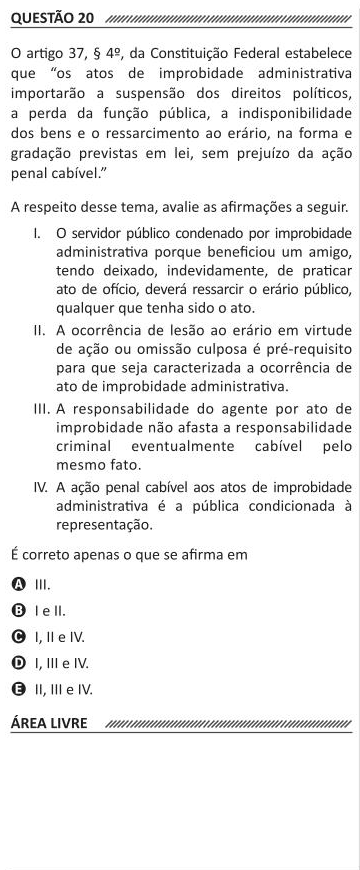 QUESTÃO 20
O artigo 37, § 4º, da Constituição Federal estabelece
que “os atos de improbidade administrativa
importarão a suspensão dos direitos políticos,
a perda da função pública, a indisponibilidade
dos bens e o ressarcimento ao erário, na forma e
gradação previstas em lei, sem prejuízo da ação
penal cabível.”
A respeito desse tema, avalie as afirmações a seguir.
I. O servidor público condenado por improbidade
administrativa porque beneficiou um amigo,
tendo deixado, indevidamente, de praticar
ato de ofício, deverá ressarcir o erário público,
qualquer que tenha sido o ato.
II. A ocorrência de lesão ao erário em virtude
de ação ou omissão culposa é pré-requisito
para que seja caracterizada a ocorrência de
ato de improbidade administrativa.
III. A responsabilidade do agente por ato de
improbidade não afasta a responsabilidade
criminal eventualmente cabível pelo
mesmo fato.
IV. A ação penal cabível aos atos de improbidade
administrativa é a pública condicionada à
representação.
É correto apenas o que se afirma em
A III.
B I e II.
C I, II e IV.
D I, III e IV.
E II, III e IV.
ÁREA LIVRE